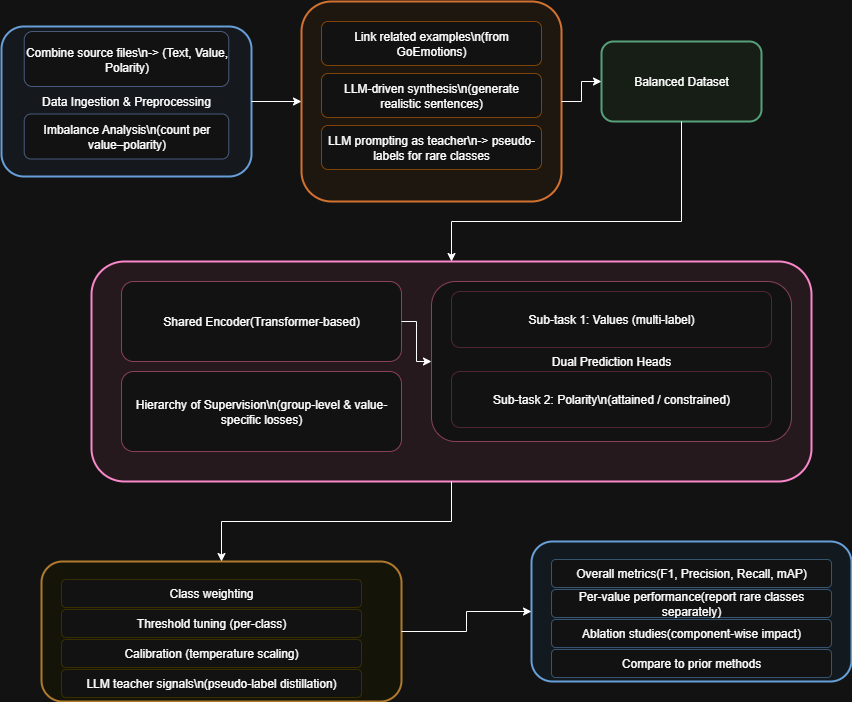 Combine source files\n-> (Text, Value,
Polarity)
Data Ingestion & Preprocessing
Imbalance Analysis\n(count per
value–polarity)
Link related examples\n(from
GoEmotions)
LLM-driven synthesis\n(generate
realistic sentences)
LLM prompting as teacher\n-> pseudo-
labels for rare classes
Balanced Dataset
Shared Encoder(Transformer-based)
Hierarchy of Supervision\n(group-level & value-
specific losses)
Sub-task 1: Values (multi-label)
Dual Prediction Heads
Sub-task 2: Polarity\n(attained / constrained)
Class weighting
Threshold tuning (per-class)
Calibration (temperature scaling)
LLM teacher signals\n(pseudo-label distillation)
Overall metrics(F1, Precision, Recall, mAP)
Per-value performance(report rare classes
separately)
Ablation studies(component-wise impact)
Compare to prior methods